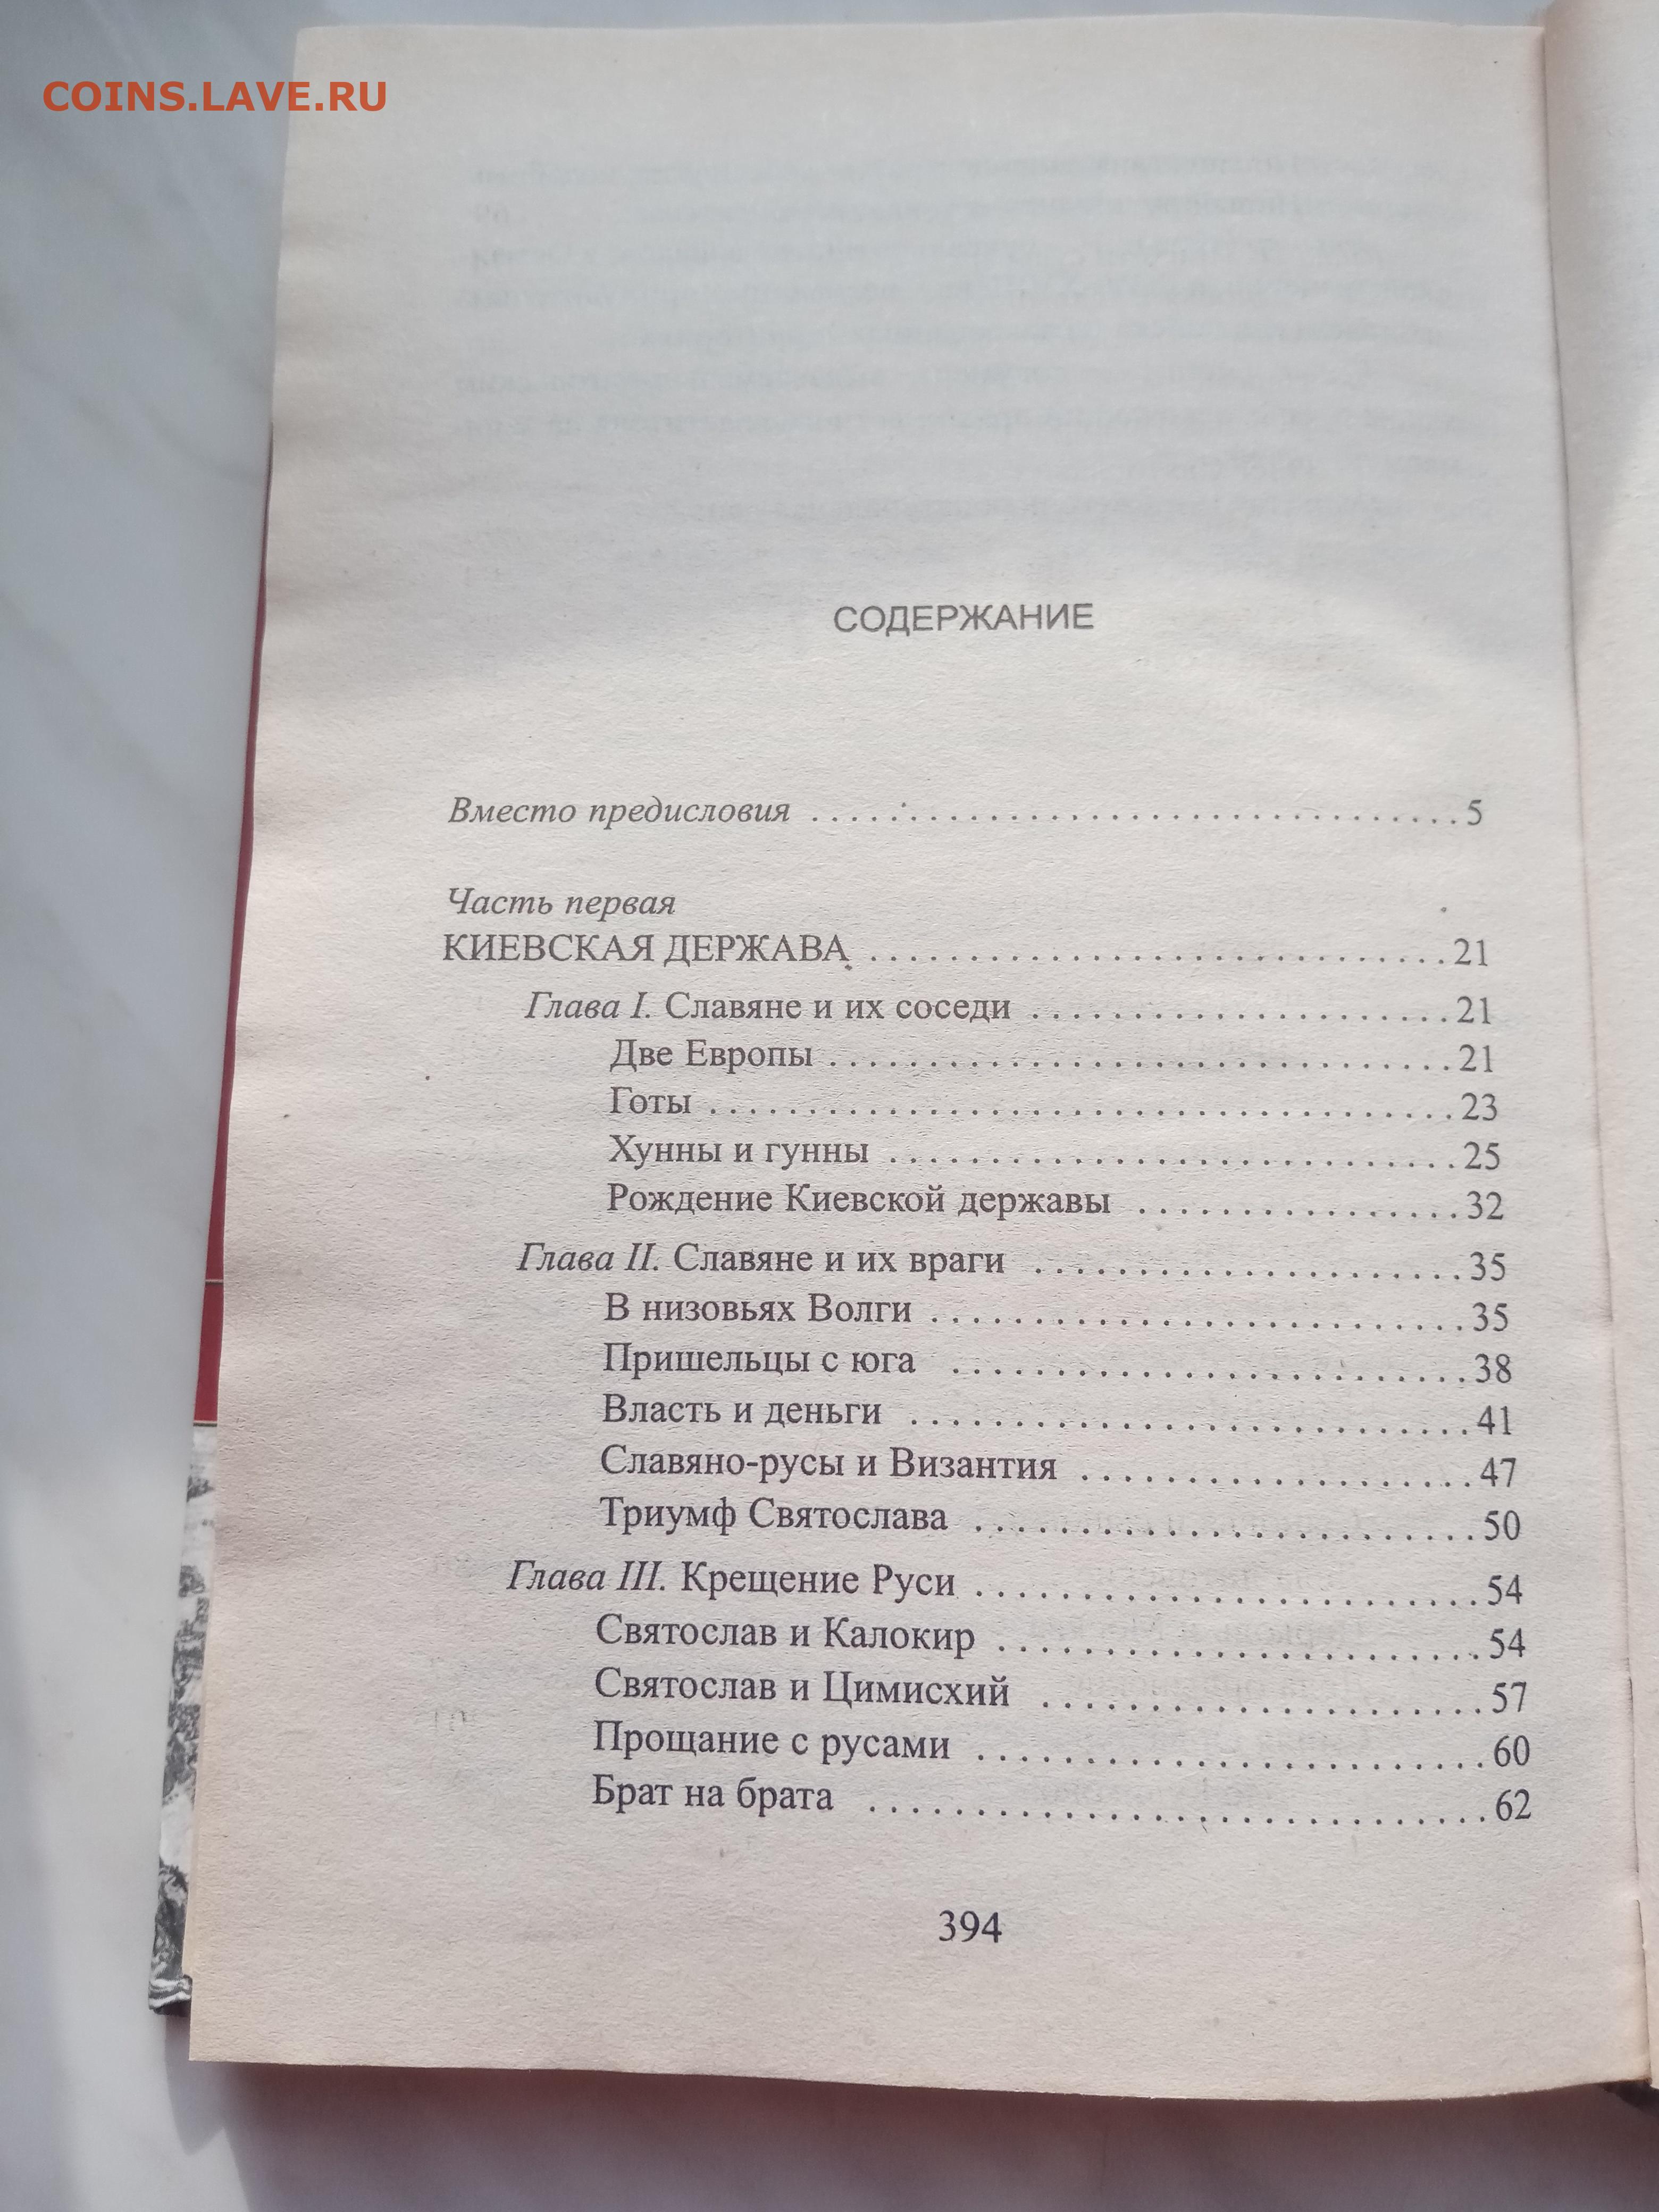 COINS.LAVE.RU
СОДЕРЖАНИЕ
Вместо предисловия . . . . . . . . . . . . . . . . . . . . . . . . . . . . . . . . . 5
Часть первая
КИЕВСКАЯ ДЕРЖАВА . . . . . . . . . . . . . . . . . . . . . . . . . . . . . 21
Глава I. Славяне и их соседи . . . . . . . . . . . . . . . . . . . . . 21
Две Европы . . . . . . . . . . . . . . . . . . . . . . . . . . . . . . . 21
Готы . . . . . . . . . . . . . . . . . . . . . . . . . . . . . . . . . . . . . 23
Хунны и гунны . . . . . . . . . . . . . . . . . . . . . . . . . . . . 25
Рождение Киевской державы . . . . . . . . . . . . . . . . 32
Глава II. Славяне и их враги . . . . . . . . . . . . . . . . . . . . . 35
В низовьях Волги . . . . . . . . . . . . . . . . . . . . . . . . . . 35
Пришельцы с юга . . . . . . . . . . . . . . . . . . . . . . . . . 38
Власть и деньги . . . . . . . . . . . . . . . . . . . . . . . . . . . 41
Славяно-русы и Византия . . . . . . . . . . . . . . . . . . . 47
Триумф Святослава . . . . . . . . . . . . . . . . . . . . . . . . 50
Глава III. Крещение Руси . . . . . . . . . . . . . . . . . . . . . . . . 54
Святослав и Калокир . . . . . . . . . . . . . . . . . . . . . . . 54
Святослав и Цимисхий . . . . . . . . . . . . . . . . . . . . . 57
Прощание с русами . . . . . . . . . . . . . . . . . . . . . . . . 60
Брат на брата . . . . . . . . . . . . . . . . . . . . . . . . . . . . . 62
394